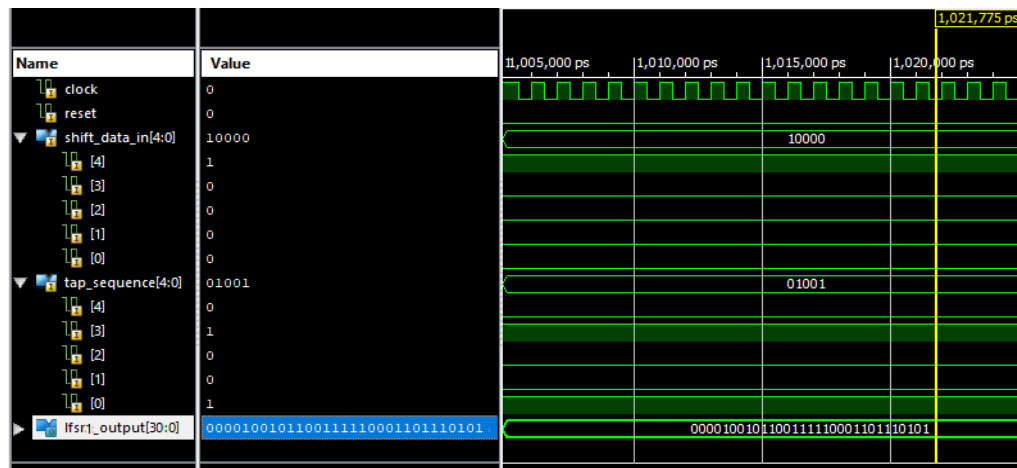 1,021,775 ps
Name Value 1,005,000 ps 1,010,000 ps 1,015,000 ps 1,020,000 ps
clock 0
reset 0
shift_data_in[4:0] 10000 10000
[4] 1
[3] 0
[2] 0
[1] 0
[0] 0
tap_sequence[4:0] 01001 01001
[4] 0
[3] 1
[2] 0
[1] 0
[0] 1
lfsr1_output[30:0] 0000100101100111110001101110101 0000100101100111110001101110101